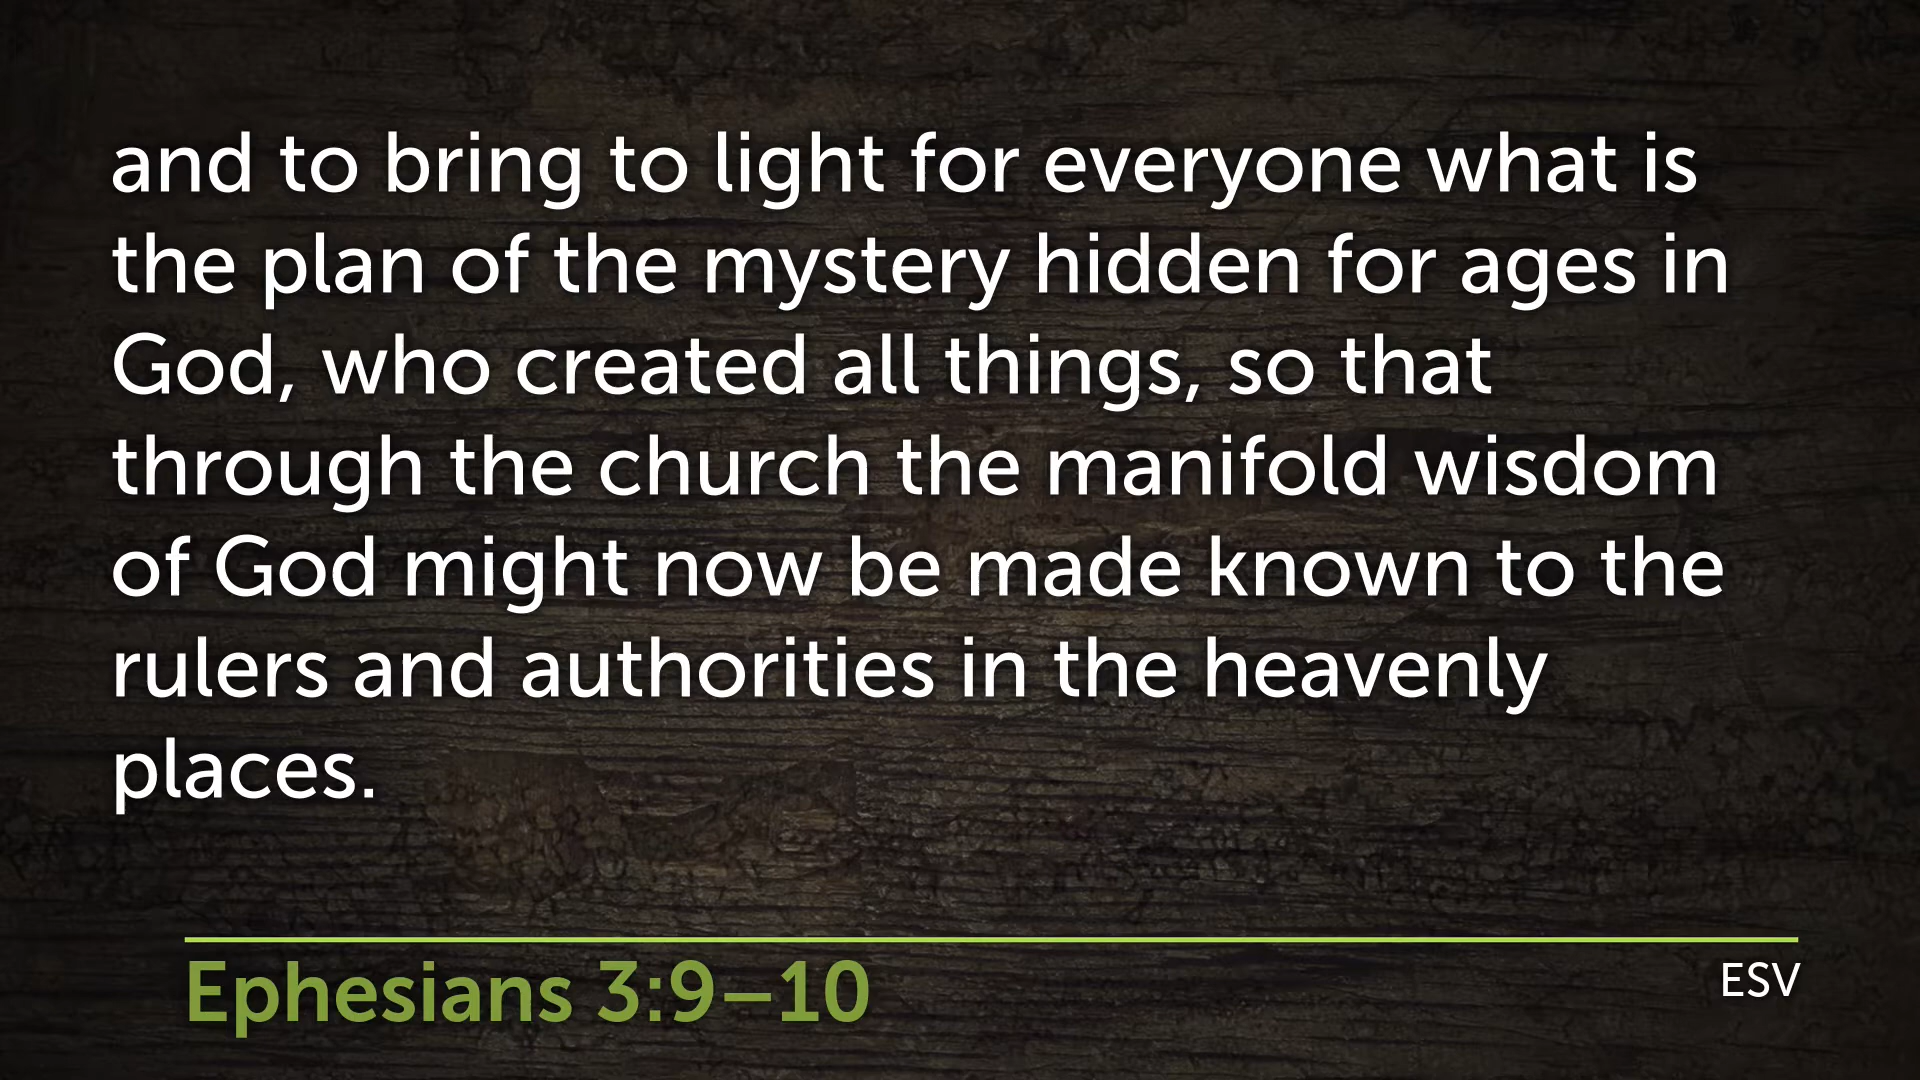 and to bring to light for everyone what is
the plan of the mystery hidden for ages in
God, who created all things, so that
through the church the manifold wisdom
of God might now be made known to the
rulers and authorities in the heavenly
places.
Ephesians 3:9–10
ESV